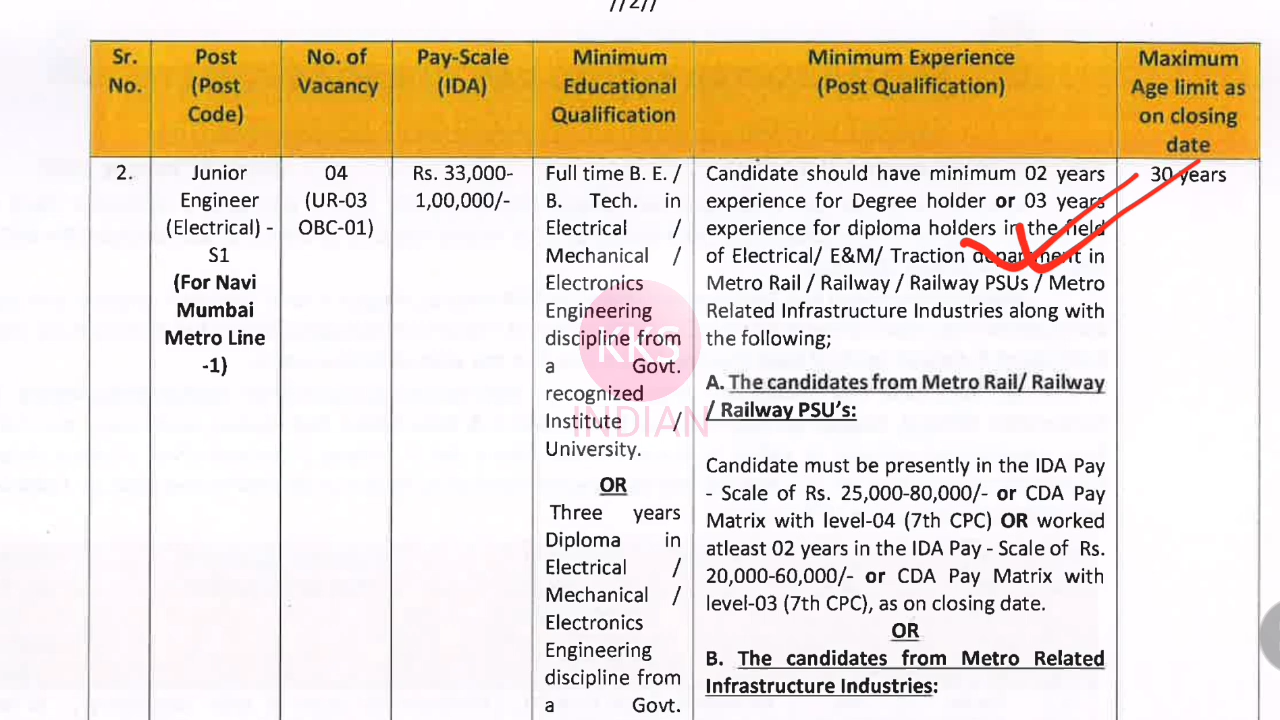 //2//
Sr. No.
Post (Post Code)
No. of Vacancy
Pay-Scale (IDA)
Minimum Educational Qualification
Minimum Experience (Post Qualification)
Maximum Age limit as on closing date
2.
Junior
Engineer
(Electrical) -
S1
(For Navi
Mumbai
Metro Line
-1)
04
(UR-03
OBC-01)
Rs. 33,000-
1,00,000/-
Full time B. E. /
B. Tech. in
Electrical /
Mechanical /
Electronics
Engineering
discipline from
a Govt.
recognized
Institute /
University.
OR
Three years
Diploma in
Electrical /
Mechanical /
Electronics
Engineering
discipline from
a Govt.
Candidate should have minimum 02 years
experience for Degree holder or 03 years
experience for diploma holders in the field
of Electrical/ E&M/ Traction department in
Metro Rail / Railway / Railway PSUs / Metro
Related Infrastructure Industries along with
the following;
A. The candidates from Metro Rail/ Railway
/ Railway PSU's:
Candidate must be presently in the IDA Pay
- Scale of Rs. 25,000-80,000/- or CDA Pay
Matrix with level-04 (7th CPC) OR worked
atleast 02 years in the IDA Pay - Scale of Rs.
20,000-60,000/- or CDA Pay Matrix with
level-03 (7th CPC), as on closing date.
OR
B. The candidates from Metro Related
Infrastructure Industries:
30 years
KKS
INDIAN